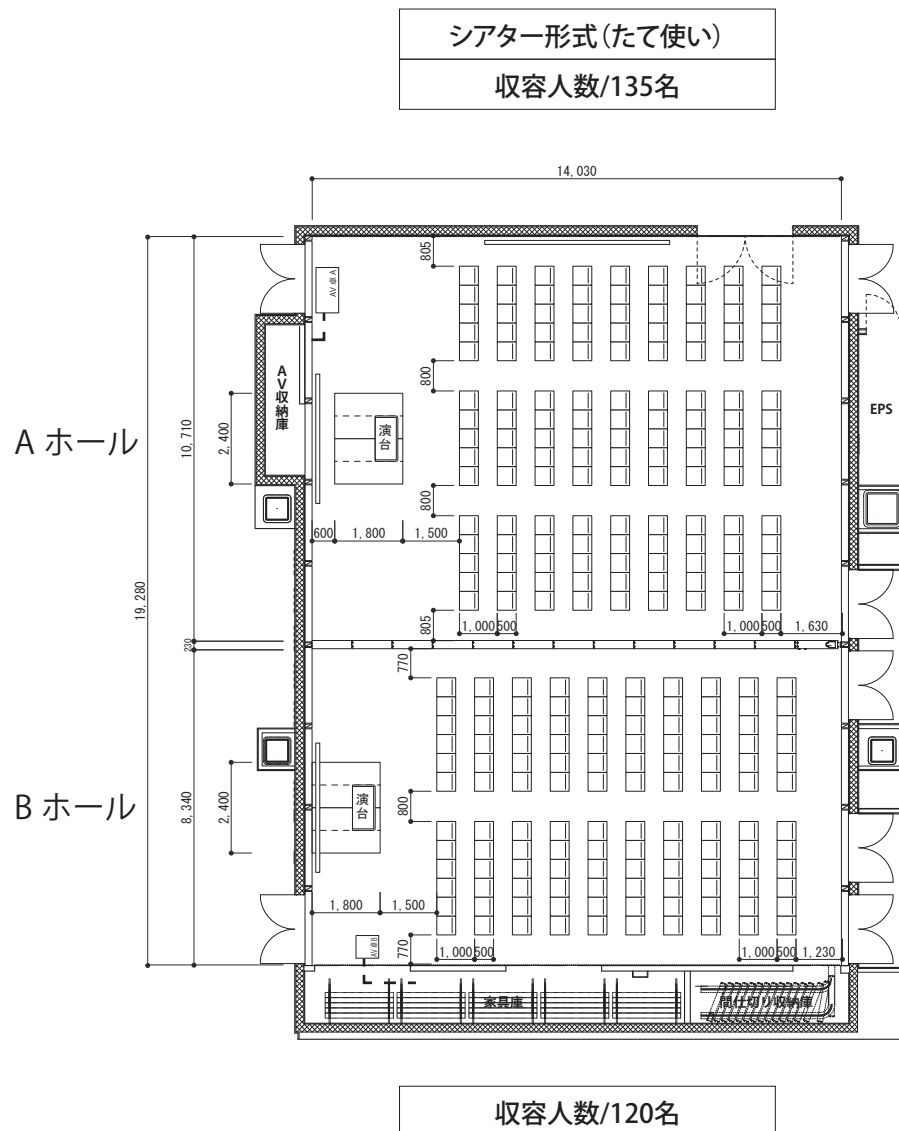 シアター形式(たて使い)
収容人数/135名
14,030
805
AV卓A
AV収納庫
演台
EPS
A ホール
10,710
2,400
800
800
600
1,800
1,500
19,280
805
1,000
500
1,000
500
1,630
230
770
B ホール
8,340
2,400
演台
800
1,800
1,500
AV卓B
770
1,000
500
1,000
500
1,230
家具庫
間仕切り収納庫
収容人数/120名